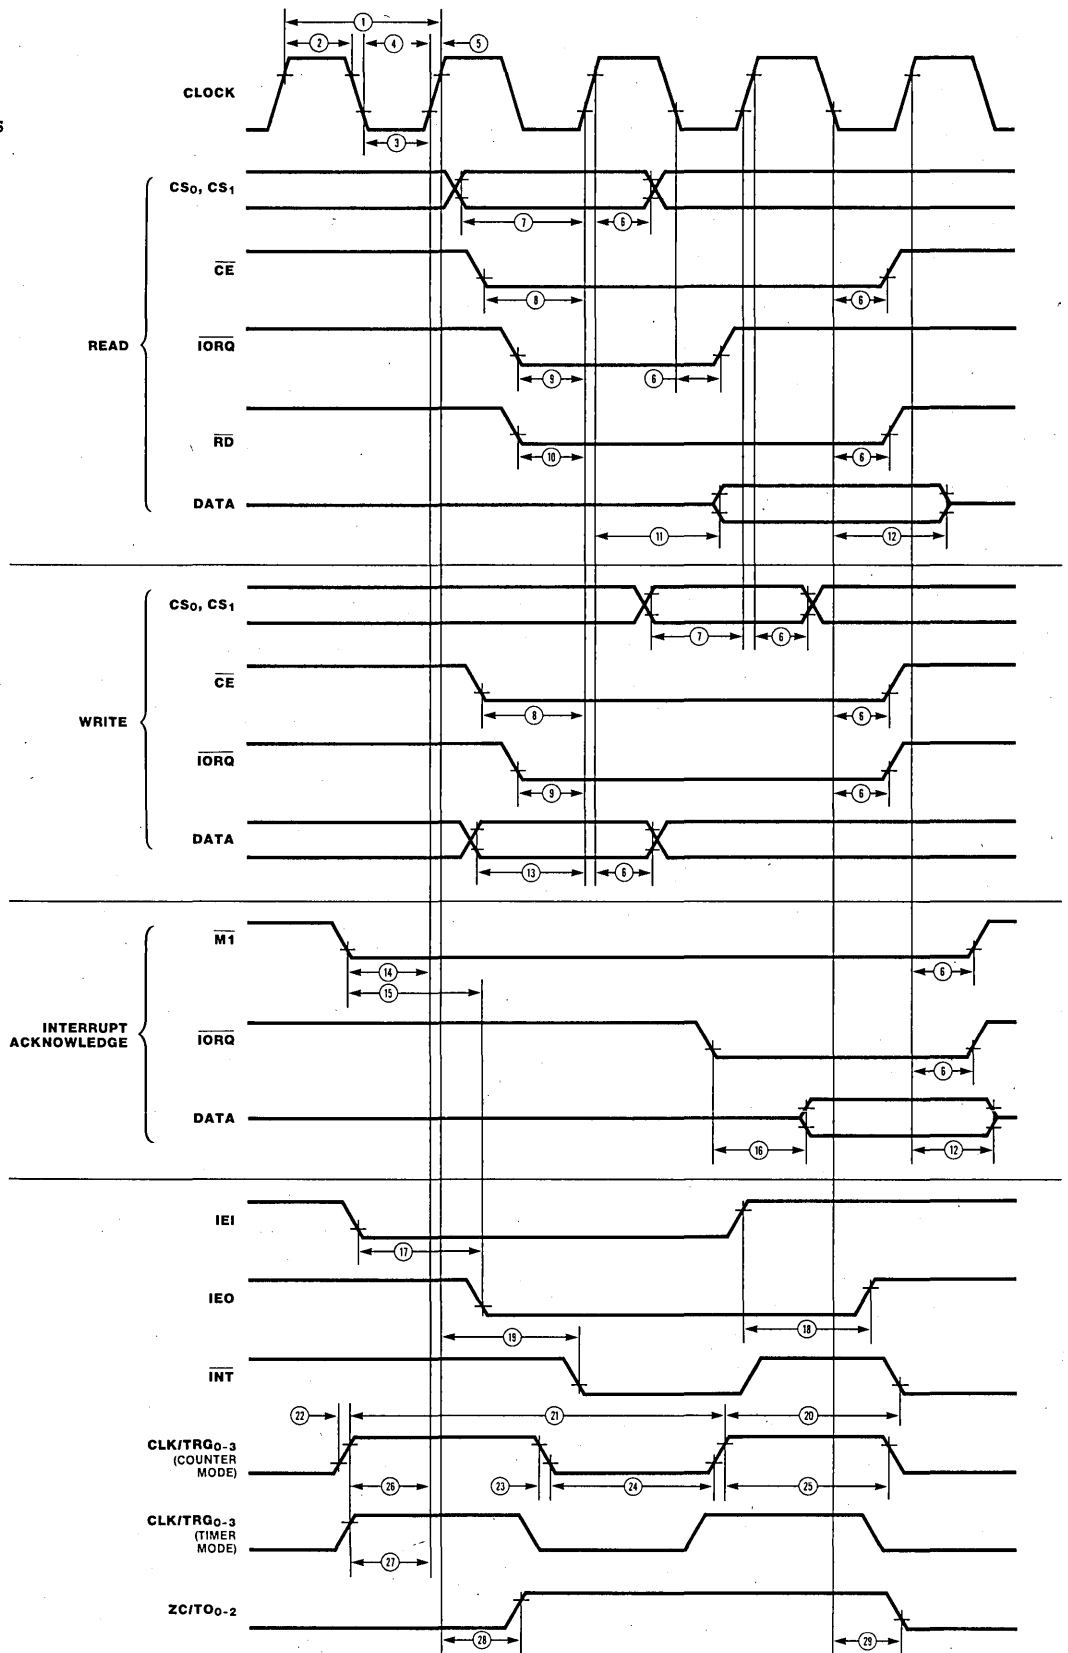 1
2 4 5
CLOCK
3
READ
CS0, CS1
7 6
CE
8 6
IORQ
9 6
RD
10 6
DATA
11 12
WRITE
CS0, CS1
7 6
CE
8 6
IORQ
9 6
DATA
13 6
INTERRUPT
ACKNOWLEDGE
M1
14 6
15
IORQ
6
DATA
16 12
IEI
17
IEO
18
19
INT
22 21 20
CLK/TRG0-3
(COUNTER
MODE)
26 23 24 25
CLK/TRG0-3
(TIMER
MODE)
27
ZC/TO0-2
28 29